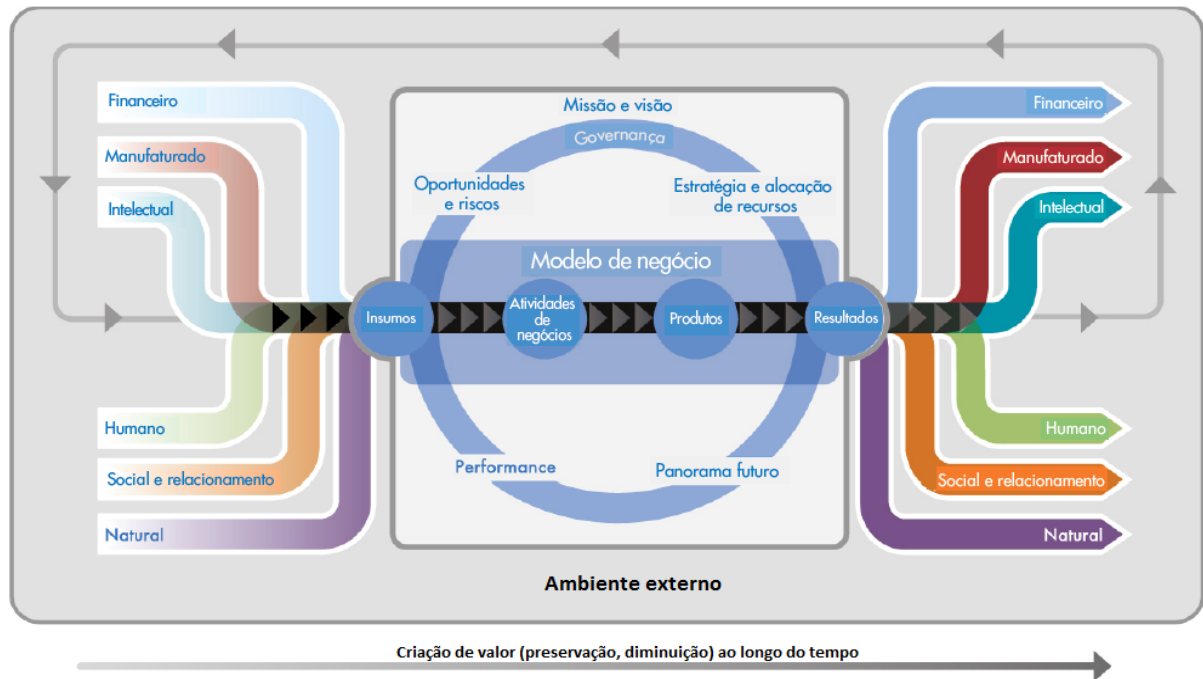 Financeiro
Manufaturado
Intelectual
Humano
Social e relacionamento
Natural
Missão e visão
Governança
Oportunidades
e riscos
Estratégia e alocação
de recursos
Modelo de negócio
Insumos
Atividades
de
negócios
Produtos
Resultados
Performance
Panorama futuro
Financeiro
Manufaturado
Intelectual
Humano
Social e relacionamento
Natural
Ambiente externo
Criação de valor (preservação, diminuição) ao longo do tempo